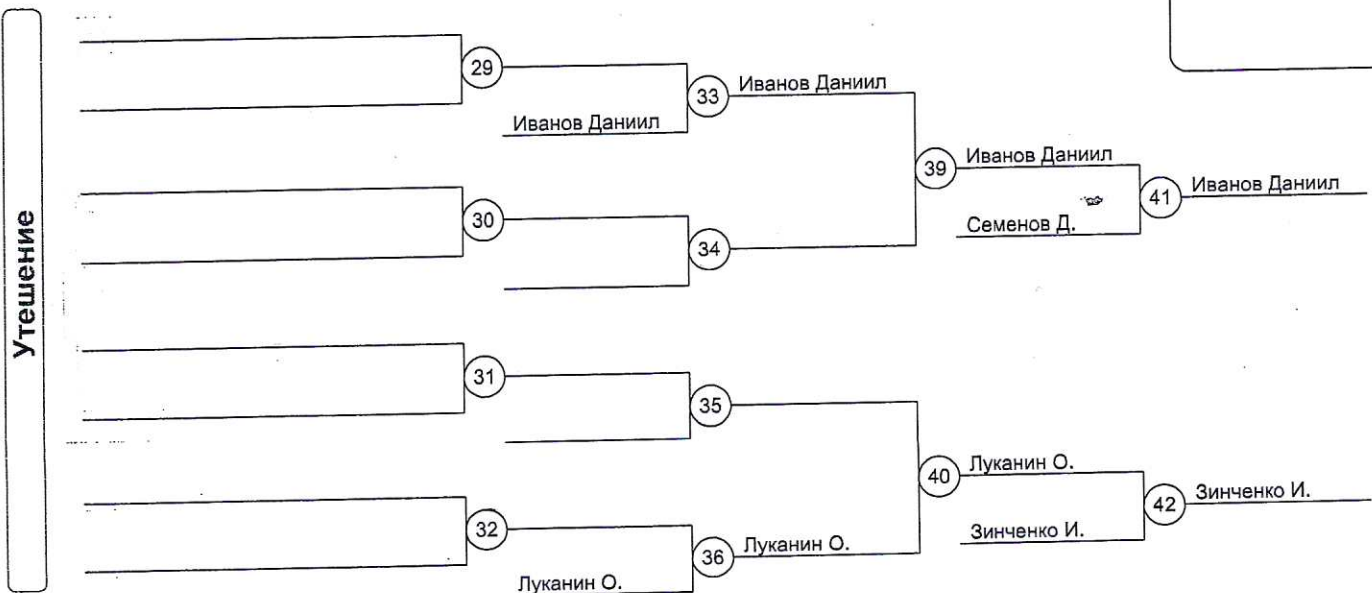 Утешение
29
33
Иванов Даниил
Иванов Даниил
39
Иванов Даниил
41
Иванов Даниил
30
34
Семенов Д.
31
35
40
Луканин О.
42
Зинченко И.
32
36
Луканин О.
Зинченко И.
Луканин О.